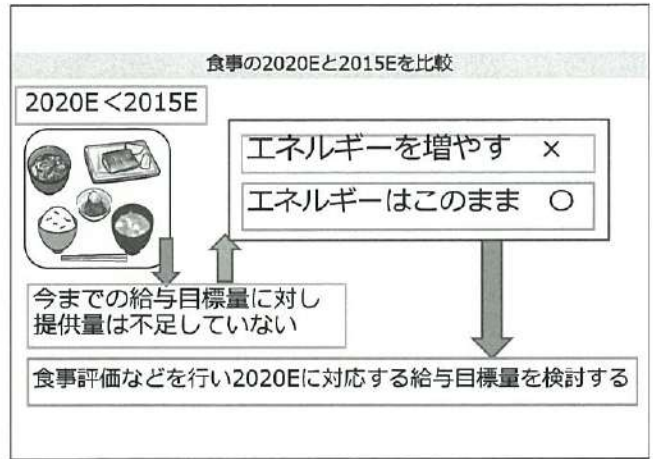 食事の2020Eと2015Eを比較
2020E<2015E
エネルギーを増やす ×
エネルギーはこのまま ○
今までの給与目標量に対し
提供量は不足していない
食事評価などを行い2020Eに対応する給与目標量を検討する